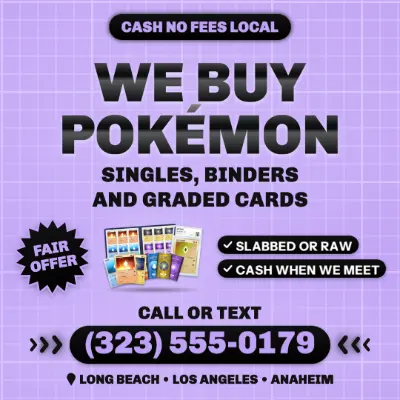 CASH NO FEES LOCAL
WE BUY
POKÉMON
SINGLES, BINDERS
AND GRADED CARDS
FAIR
OFFER
SLABBED OR RAW
CASH WHEN WE MEET
CALL OR TEXT
(323) 555-0179
LONG BEACH • LOS ANGELES • ANAHEIM